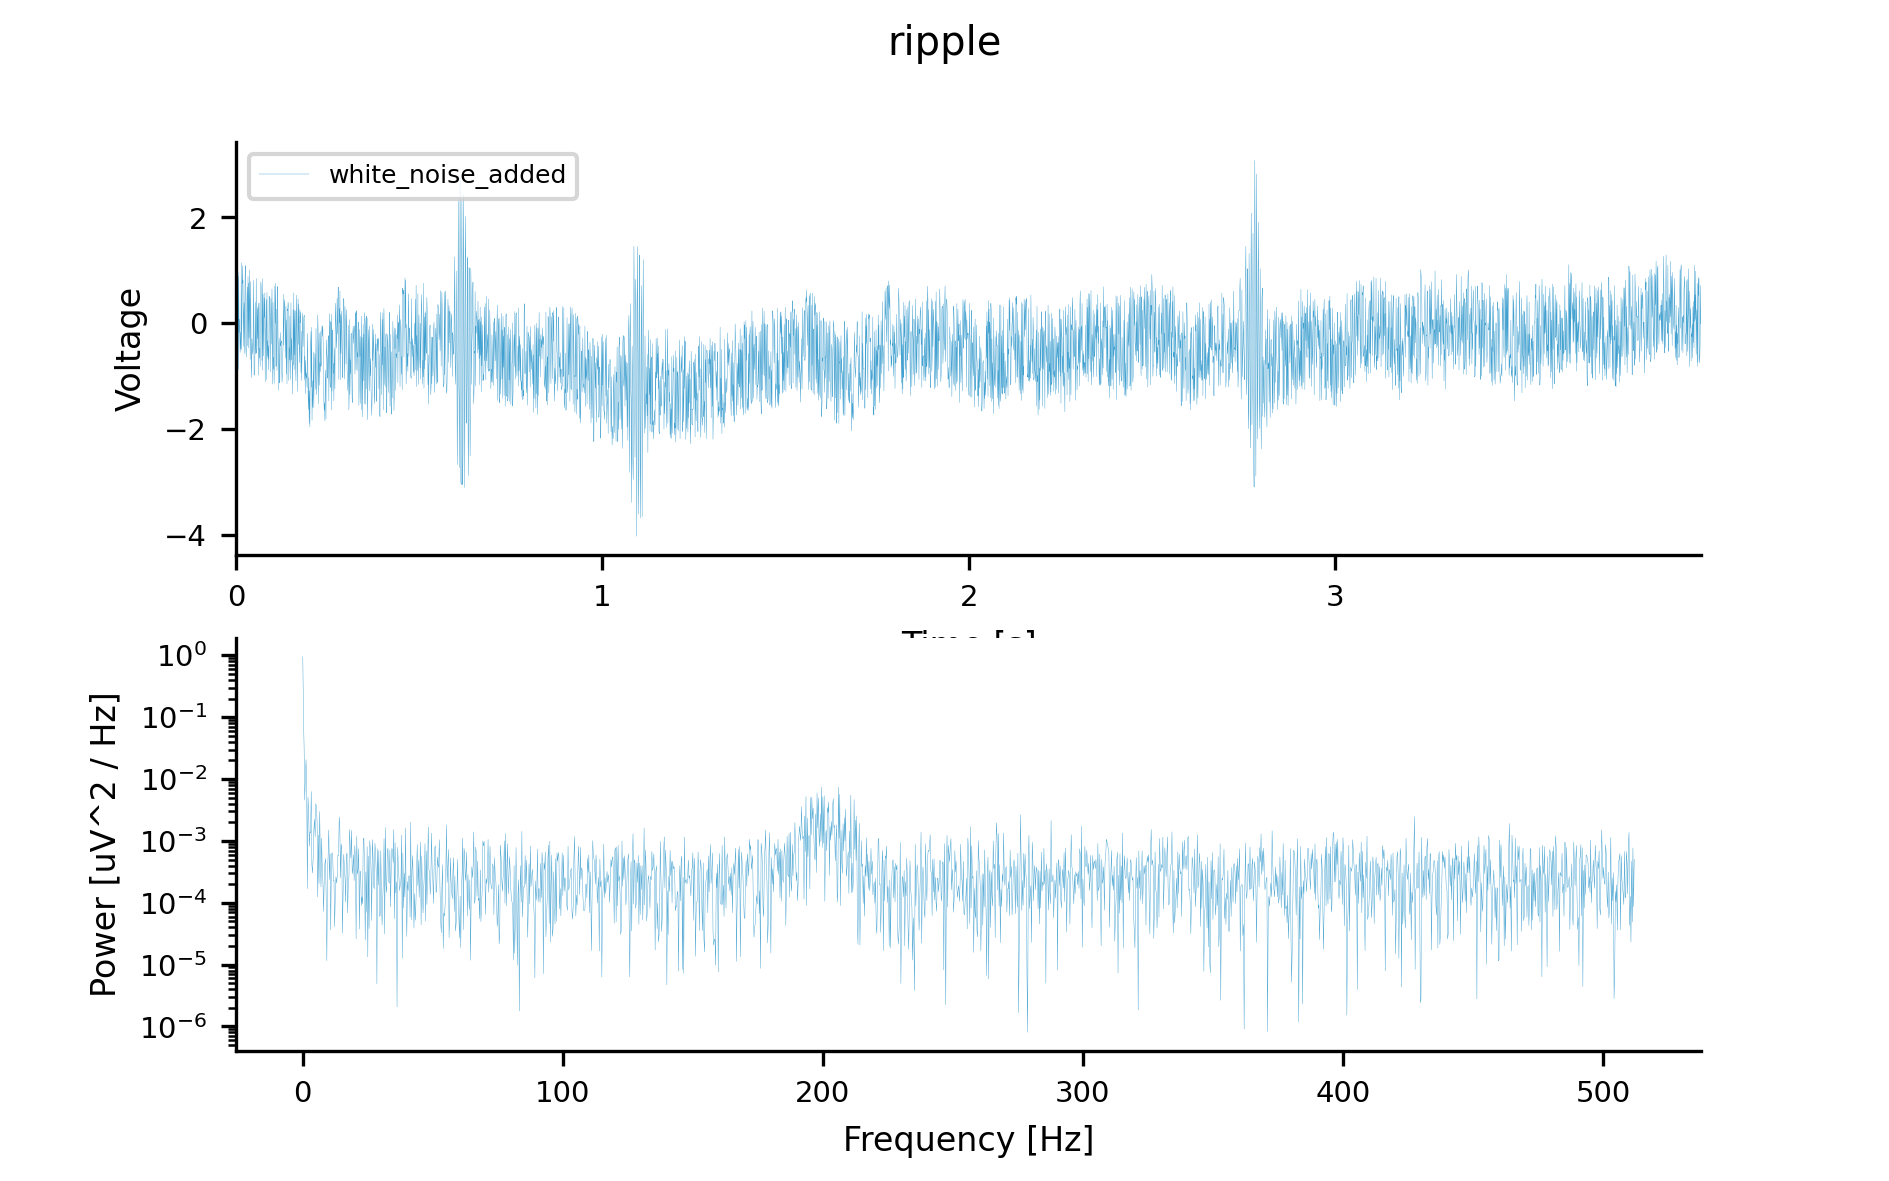 ripple
white_noise_added
Voltage
2
0
−2
−4
0 1 2 3
Time [s]
Power [uV^2 / Hz]
10^0
10^−1
10^−2
10^−3
10^−4
10^−5
10^−6
0 100 200 300 400 500
Frequency [Hz]